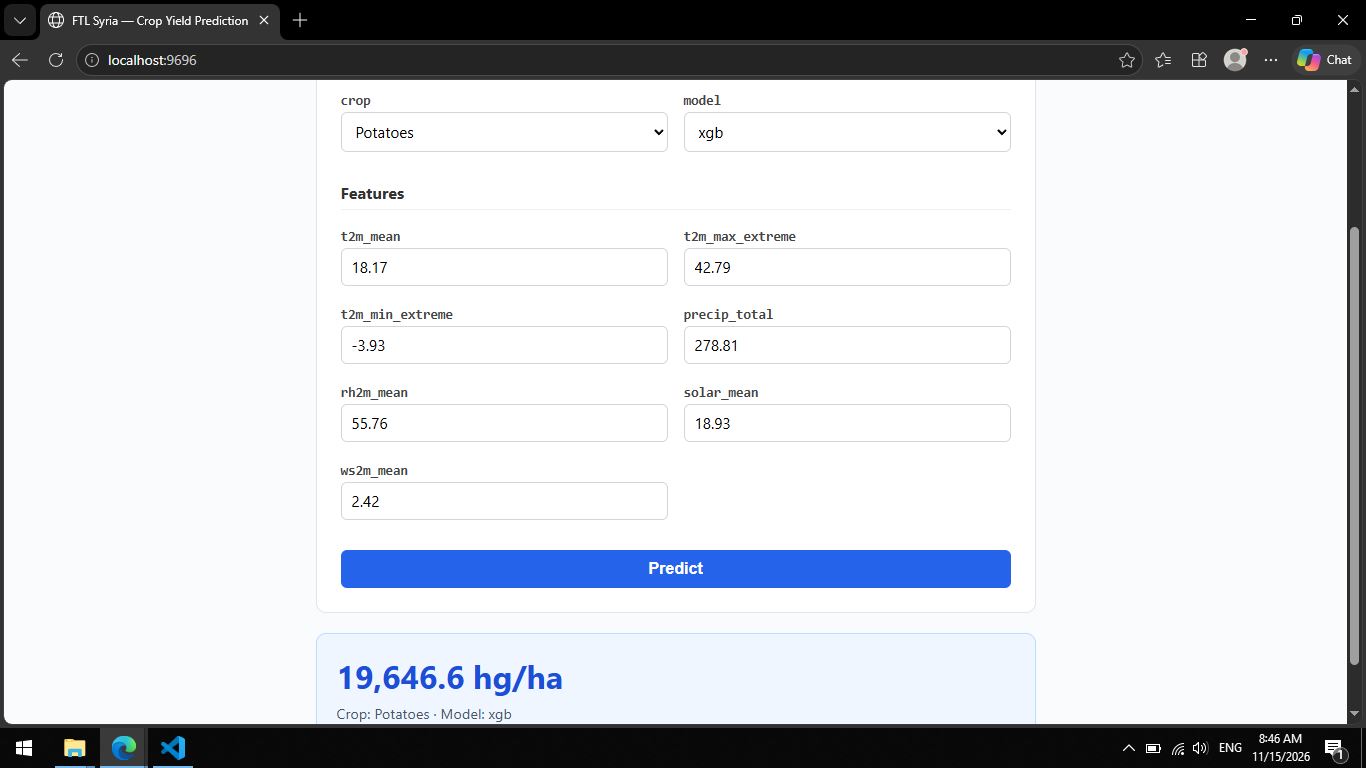 FTL Syria — Crop Yield Prediction
localhost:9696
Chat
crop
model
Potatoes
xgb
Features
t2m_mean
t2m_max_extreme
18.17
42.79
t2m_min_extreme
precip_total
-3.93
278.81
rh2m_mean
solar_mean
55.76
18.93
ws2m_mean
2.42
Predict
19,646.6 hg/ha
Crop: Potatoes · Model: xgb
ENG
8:46 AM
11/15/2026
1